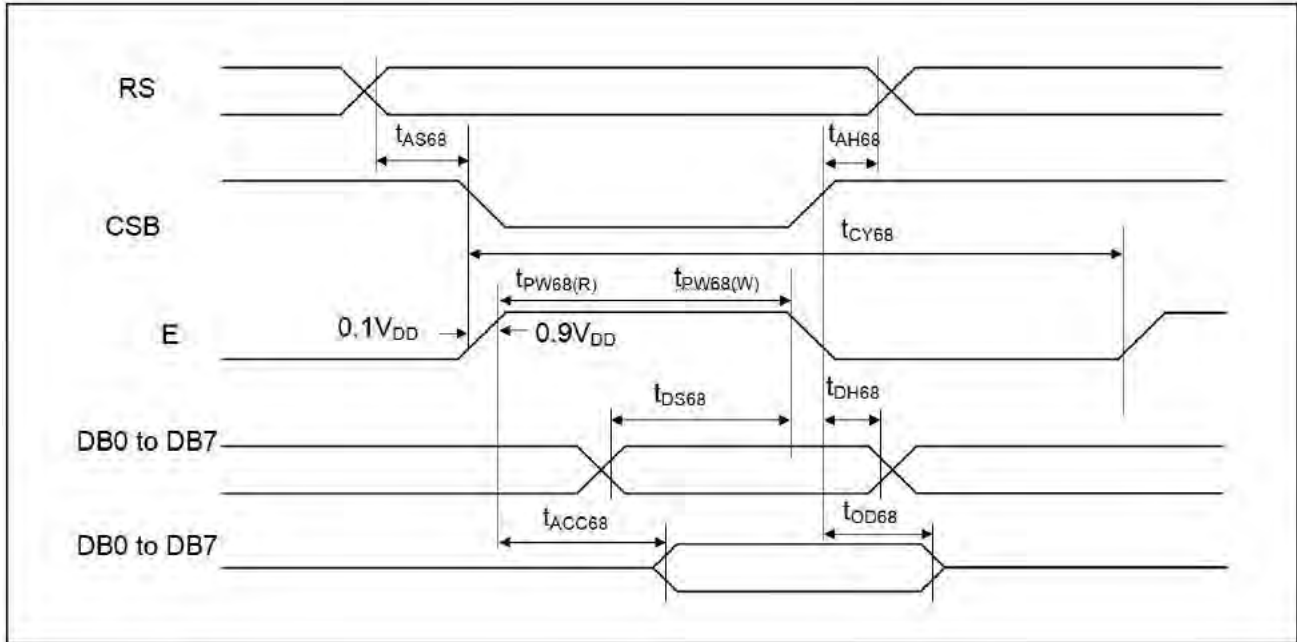 RS
tAS68
tAH68
CSB
tCY68
tPW68(R)
tPW68(W)
E
0.1VDD
0.9VDD
tDS68
tDH68
DB0 to DB7
tACC68
tOD68
DB0 to DB7